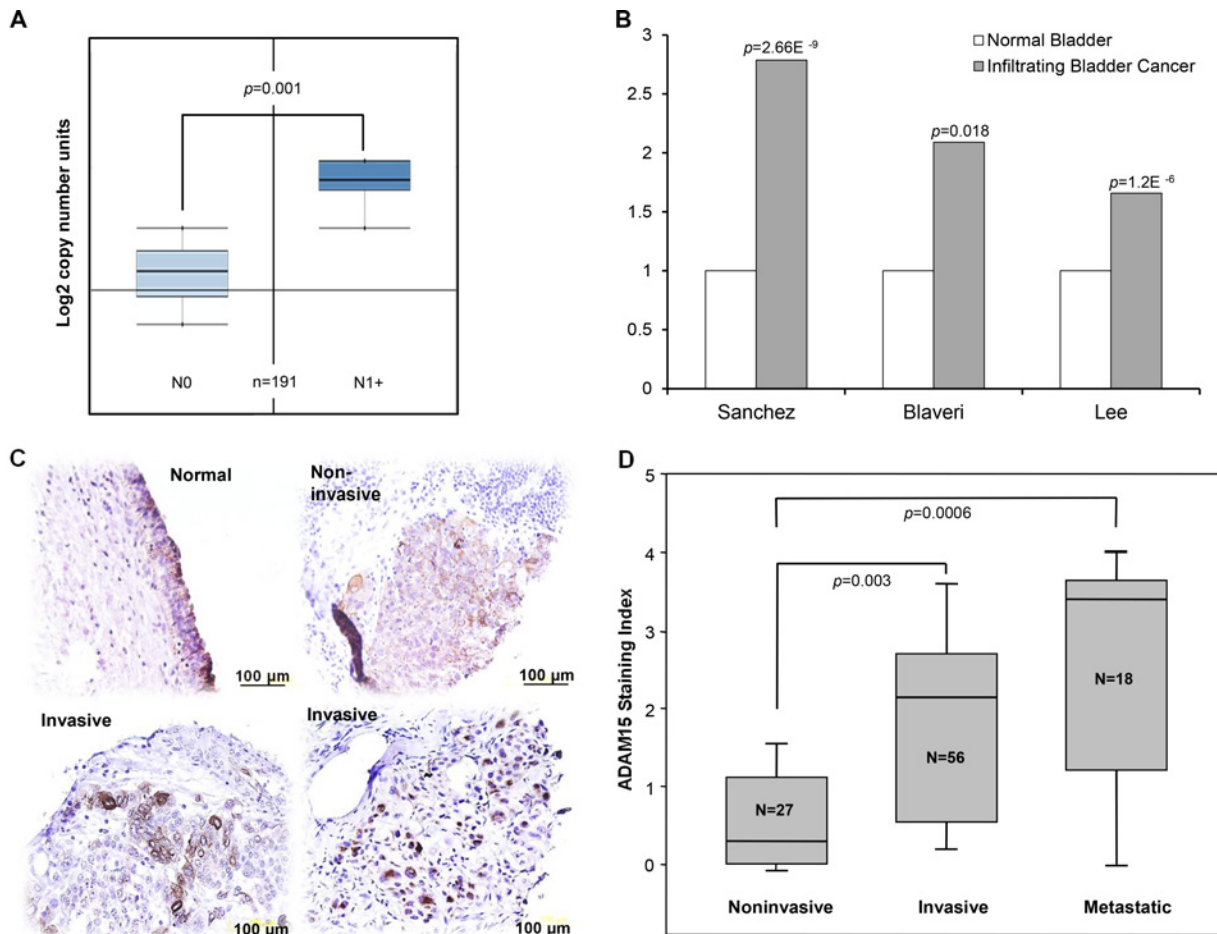 A
p=0.001
Log2 copy number units
N0
n=191
N1+
B
3
2.5
2
1.5
1
0.5
0
Normal Bladder
Infiltrating Bladder Cancer
p=2.66E -9
p=0.018
p=1.2E -6
Sanchez
Blaveri
Lee
C
Normal
100 µm
Non-
invasive
100 µm
Invasive
100 µm
Invasive
100 µm
D
5
4
3
2
1
0
ADAM15 Staining Index
p=0.0006
p=0.003
N=27
N=56
N=18
Noninvasive
Invasive
Metastatic